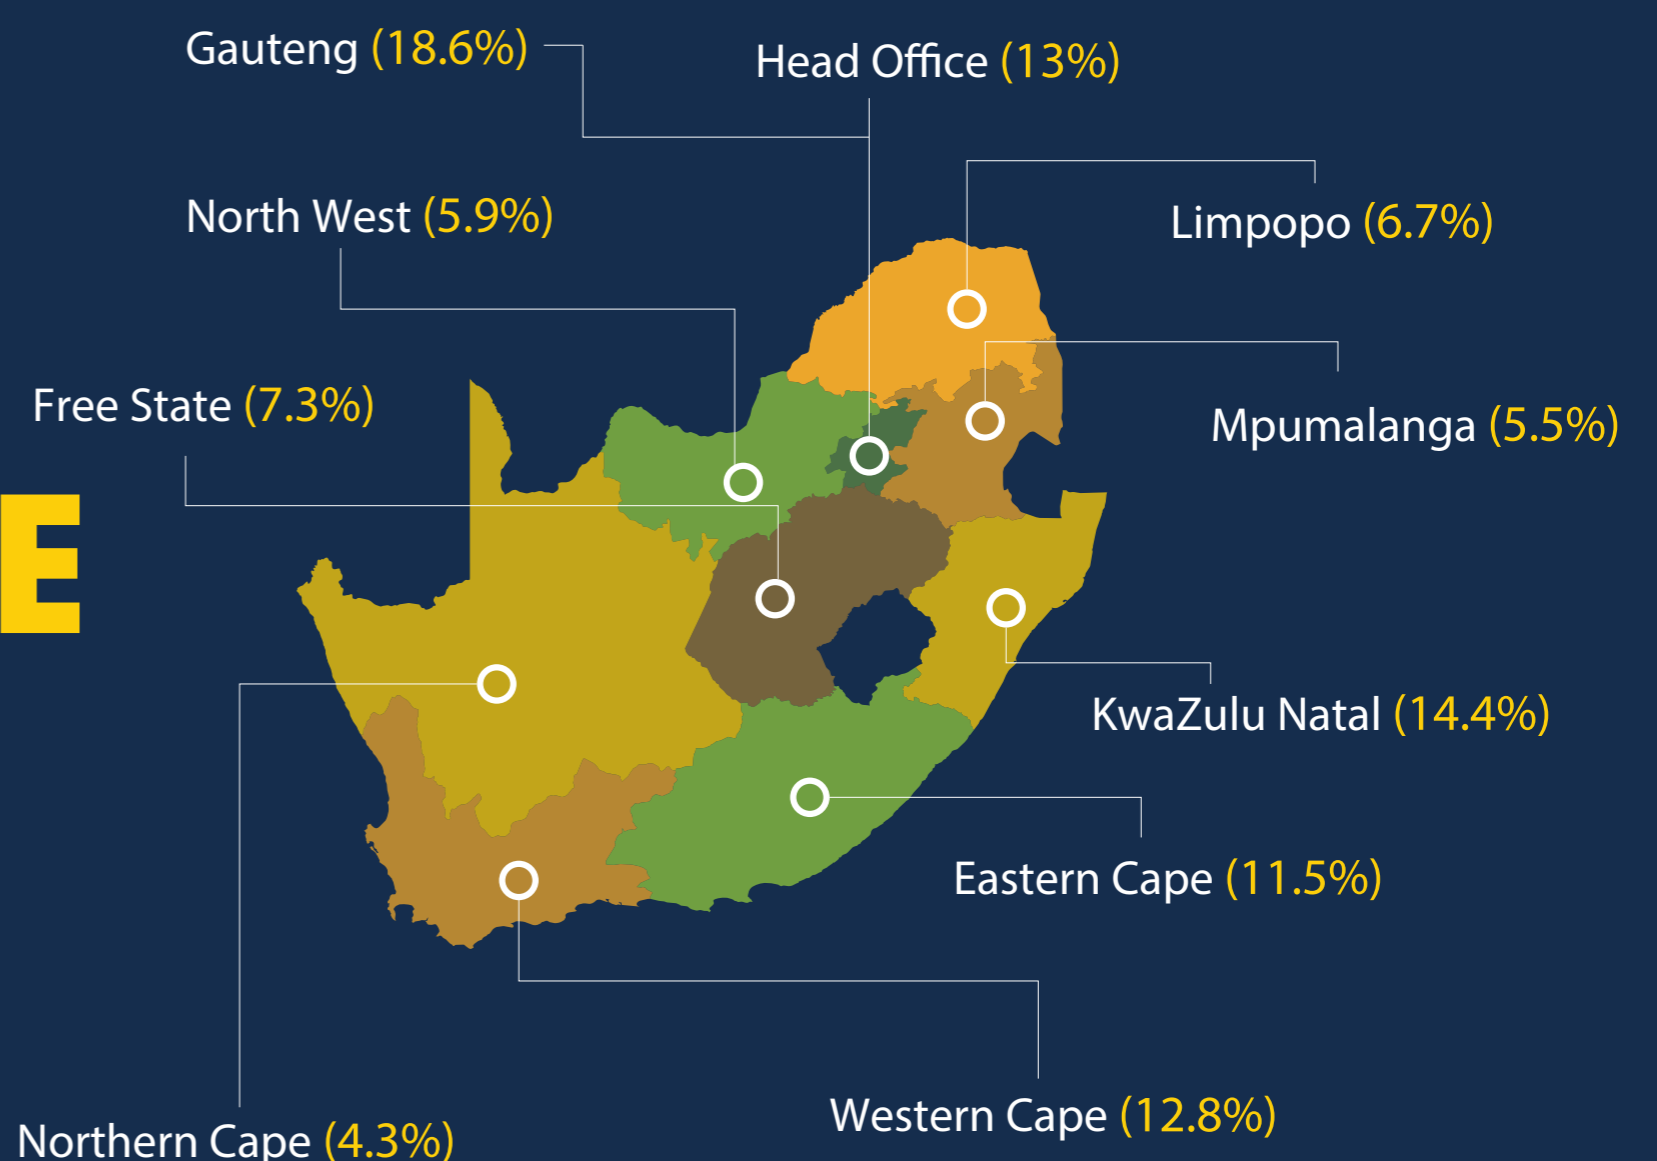 Gauteng (18.6%)
Head Office (13%)
North West (5.9%)
Limpopo (6.7%)
Free State (7.3%)
Mpumalanga (5.5%)
E
KwaZulu Natal (14.4%)
Eastern Cape (11.5%)
Western Cape (12.8%)
Northern Cape (4.3%)